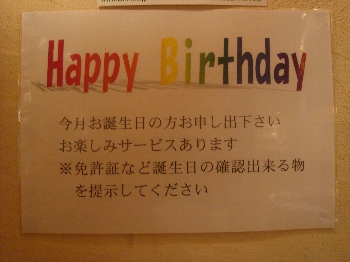 Happy Birthday
今月お誕生日の方お申し出下さい
お楽しみサービスあります
※免許証など誕生日の確認出来る物
を提示してください